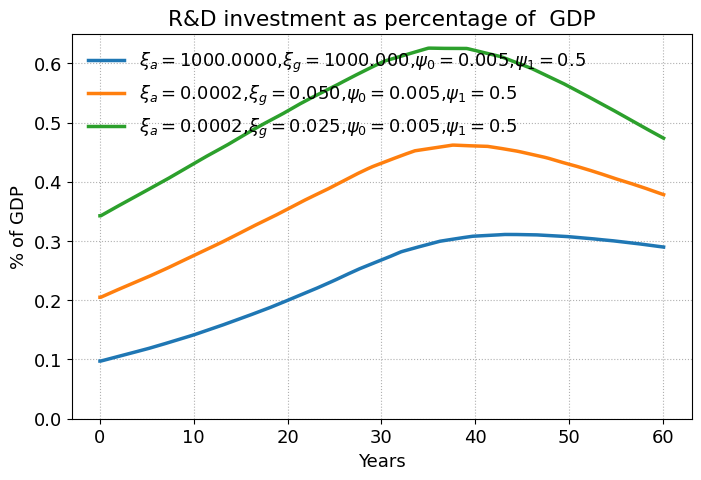 R&D investment as percentage of  GDP
ξₐ = 1000.0000,ξ_g = 1000.000,ψ₀ = 0.005,ψ₁ = 0.5
ξₐ = 0.0002,ξ_g = 0.050,ψ₀ = 0.005,ψ₁ = 0.5
ξₐ = 0.0002,ξ_g = 0.025,ψ₀ = 0.005,ψ₁ = 0.5
% of GDP
0.6
0.5
0.4
0.3
0.2
0.1
0.0
0 10 20 30 40 50 60
Years